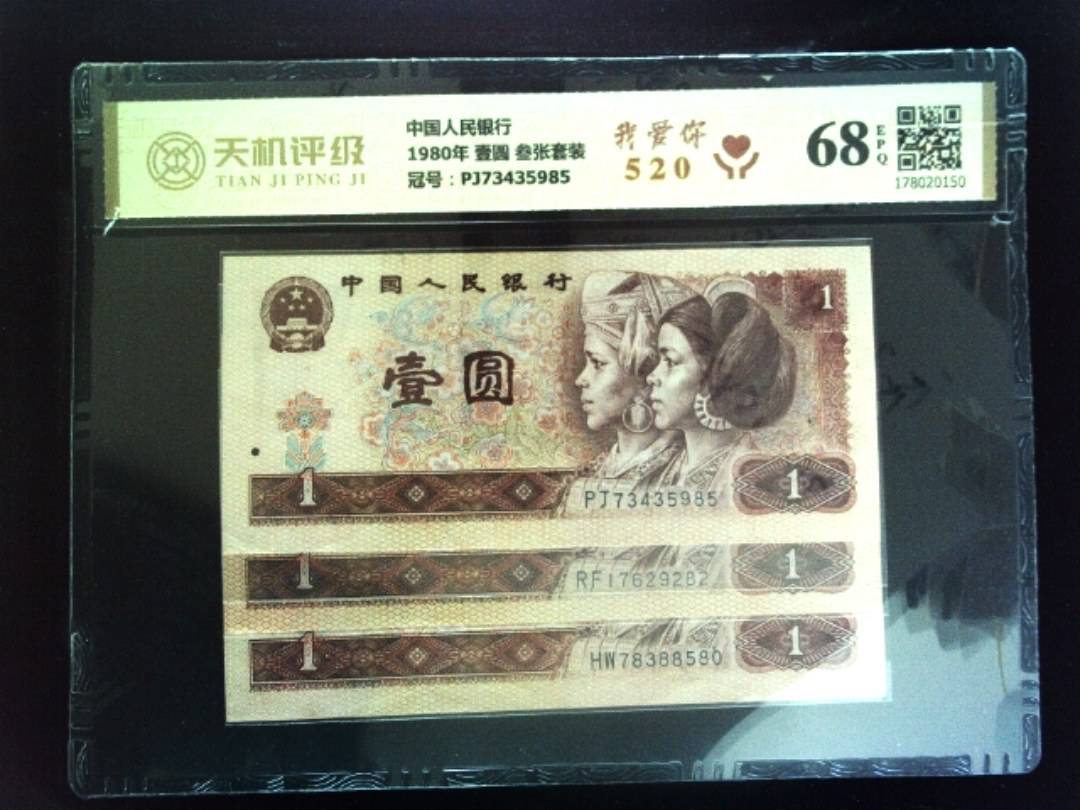 天机评级
TIAN JI PING JI
中国人民银行
1980年 壹圆 叁张套装
冠号：PJ73435985
我爱你
520
68
EPQ
178020150
中国人民银行
1
壹圆
1 PJ73435985 1
1 RF17629282 1
1 HW78388580 1